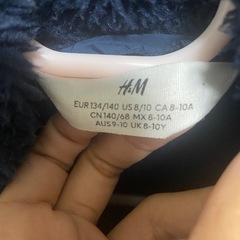 H&M
EUR 134/140 US 8/10 CA 8-10A
CN 140/68 MX 8-10A
AUS 9-10 UK 8-10Y